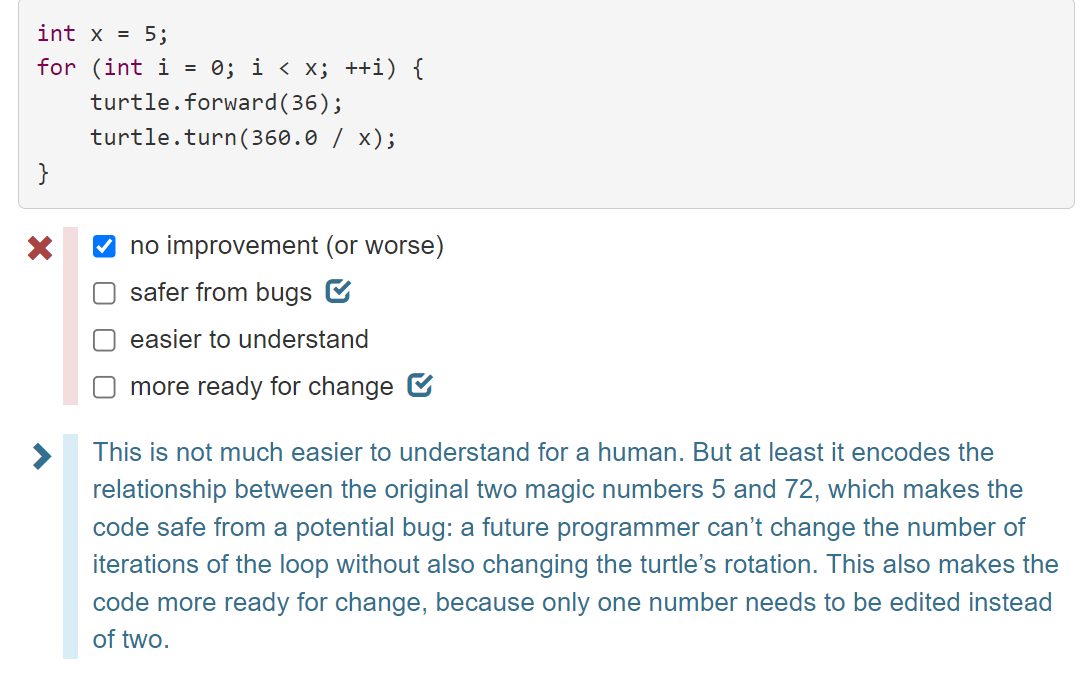 int x = 5;
for (int i = 0; i < x; ++i) {
    turtle.forward(36);
    turtle.turn(360.0 / x);
}
no improvement (or worse)
safer from bugs
easier to understand
more ready for change
This is not much easier to understand for a human. But at least it encodes the
relationship between the original two magic numbers 5 and 72, which makes the
code safe from a potential bug: a future programmer can’t change the number of
iterations of the loop without also changing the turtle’s rotation. This also makes the
code more ready for change, because only one number needs to be edited instead
of two.